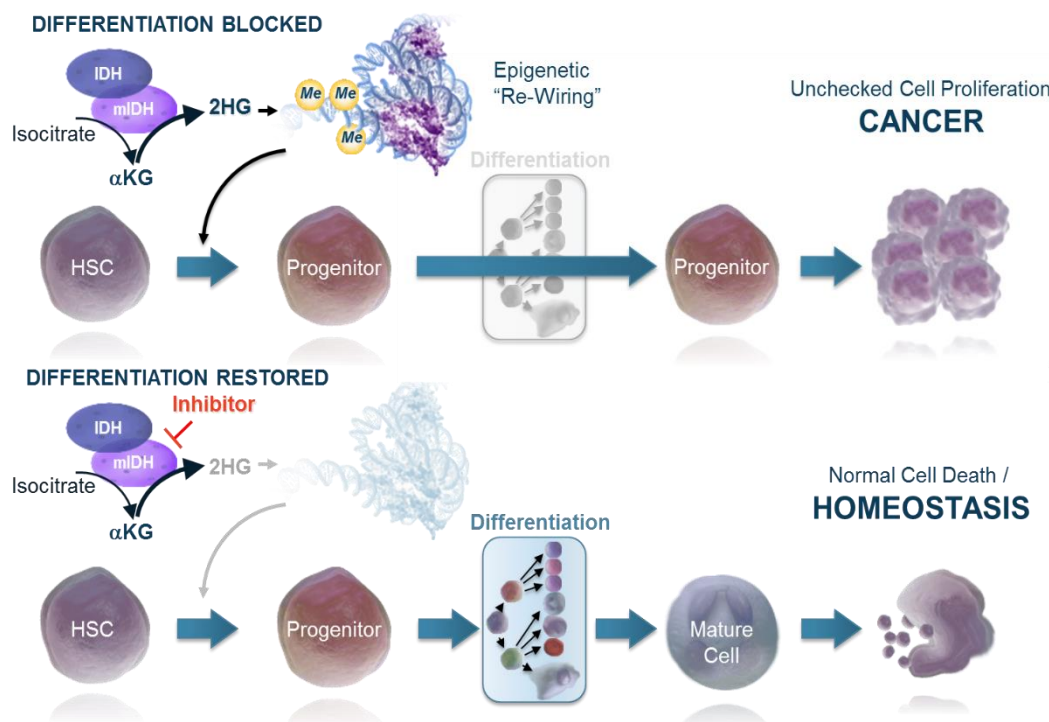 DIFFERENTIATION BLOCKED
IDH
mIDH
Isocitrate
αKG
2HG
Me
Me
Me
Epigenetic
“Re-Wiring”
Unchecked Cell Proliferation
CANCER
Differentiation
HSC
Progenitor
Progenitor
DIFFERENTIATION RESTORED
Inhibitor
IDH
mIDH
Isocitrate
αKG
2HG
Normal Cell Death /
HOMEOSTASIS
Differentiation
HSC
Progenitor
Mature
Cell